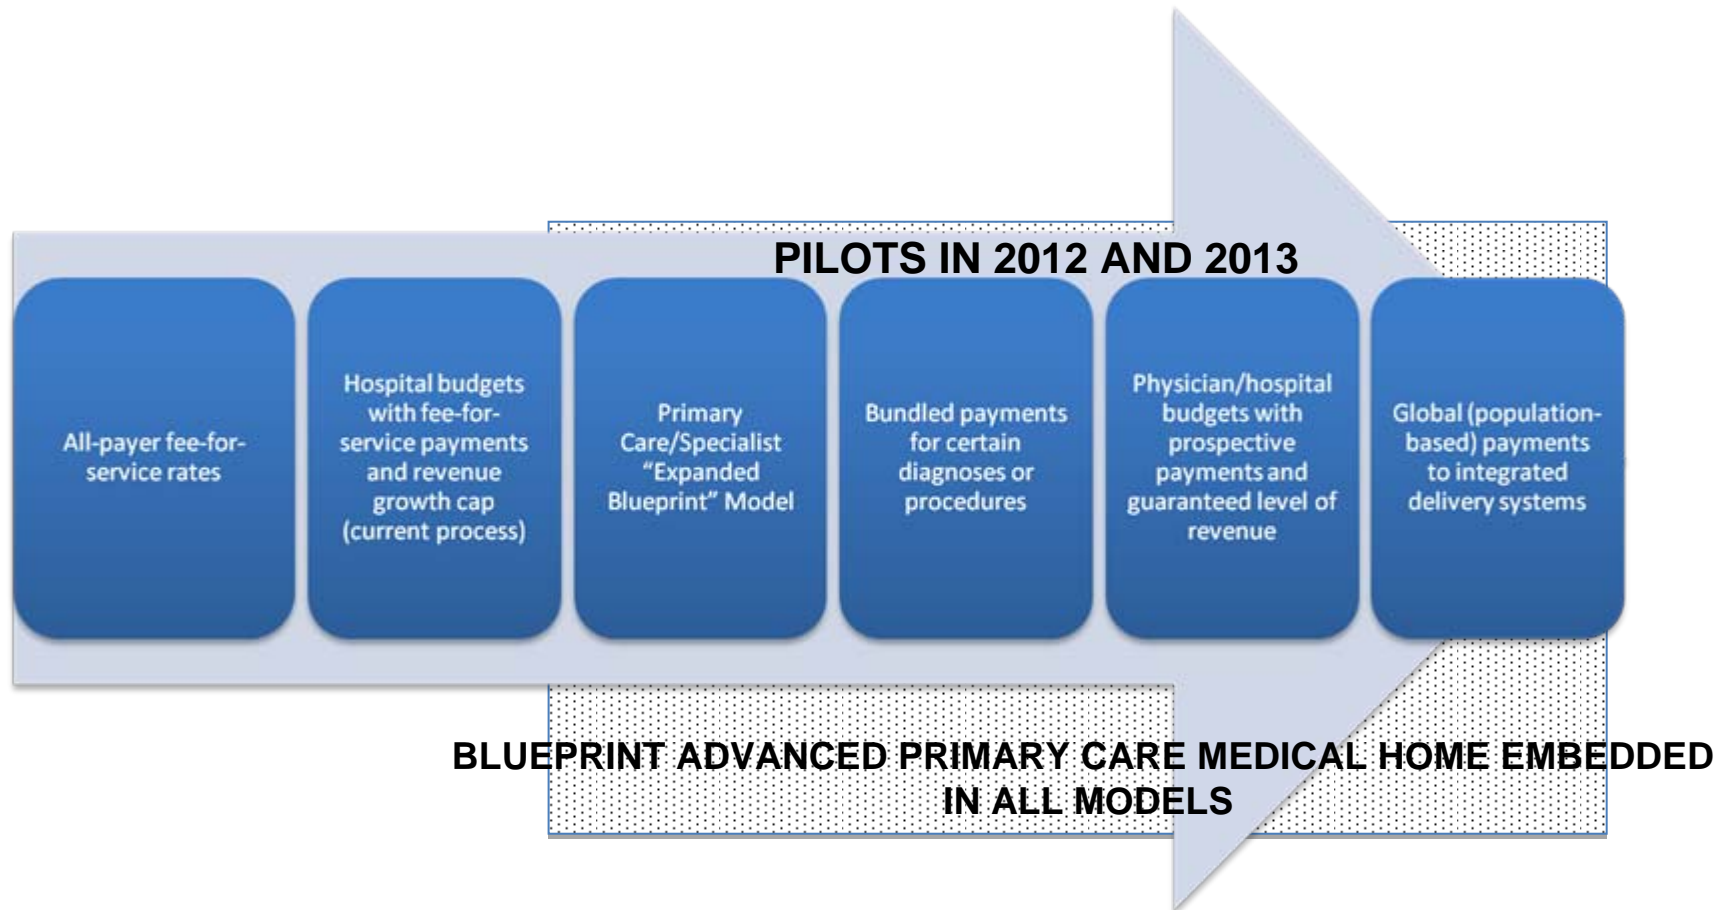 PILOTS IN 2012 AND 2013
All-payer fee-for-
service rates
Hospital budgets
with fee-for-
service payments
and revenue
growth cap
(current process)
Primary
Care/Specialist
“Expanded
Blueprint” Model
Bundled payments
for certain
diagnoses or
procedures
Physician/hospital
budgets with
prospective
payments and
guaranteed level of
revenue
Global (population-
based) payments
to integrated
delivery systems
BLUEPRINT ADVANCED PRIMARY CARE MEDICAL HOME EMBEDDED
IN ALL MODELS